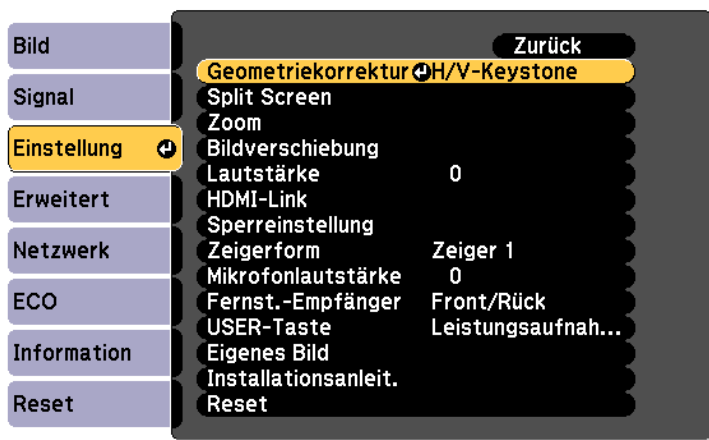 Bild
Signal
Einstellung
Erweitert
Netzwerk
ECO
Information
Reset
Zurück
Geometriekorrektur H/V-Keystone
Split Screen
Zoom
Bildverschiebung
Lautstärke 0
HDMI-Link
Sperreinstellung
Zeigerform Zeiger 1
Mikrofonlautstärke 0
Fernst.-Empfänger Front/Rück
USER-Taste Leistungsaufnah...
Eigenes Bild
Installationsanleit.
Reset